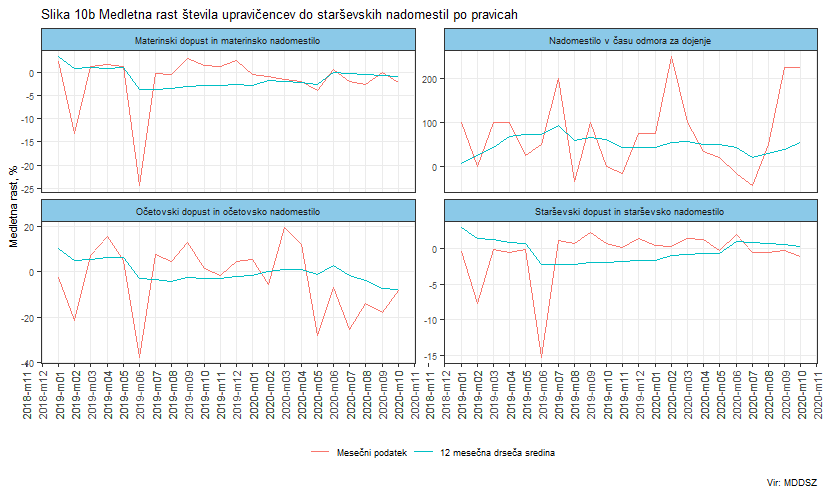 Slika 10b Medletna rast števila upravičencev do starševskih nadomestil po pravicah
Medletna rast, %
Materinski dopust in materinsko nadomestilo
0
-5
-10
-15
-20
-25
Nadomestilo v času odmora za dojenje
200
100
0
Očetovski dopust in očetovsko nadomestilo
20
0
-20
-40
Starševski dopust in starševsko nadomestilo
0
-5
-10
-15
2018-m11
2018-m12
2019-m01
2019-m02
2019-m03
2019-m04
2019-m05
2019-m06
2019-m07
2019-m08
2019-m09
2019-m10
2019-m11
2019-m12
2020-m01
2020-m02
2020-m03
2020-m04
2020-m05
2020-m06
2020-m07
2020-m08
2020-m09
2020-m10
2020-m11
2018-m11
2018-m12
2019-m01
2019-m02
2019-m03
2019-m04
2019-m05
2019-m06
2019-m07
2019-m08
2019-m09
2019-m10
2019-m11
2019-m12
2020-m01
2020-m02
2020-m03
2020-m04
2020-m05
2020-m06
2020-m07
2020-m08
2020-m09
2020-m10
2020-m11
Mesečni podatek
12 mesečna drseča sredina
Vir: MDDSZ